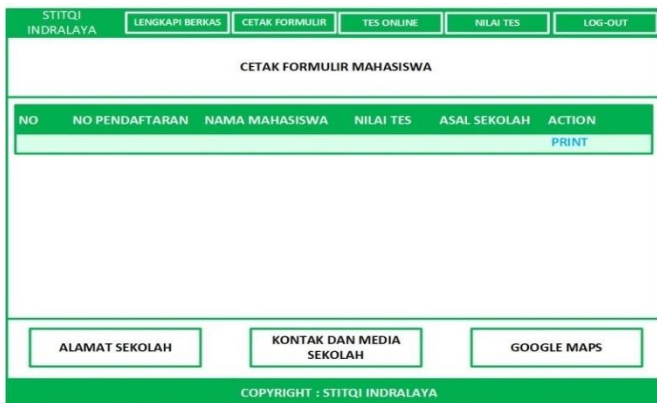 STITQI
INDRALAYA
LENGKAPI BERKAS
CETAK FORMULIR
TES ONLINE
NILAI TES
LOG-OUT
CETAK FORMULIR MAHASISWA
NO NO PENDAFTARAN NAMA MAHASISWA NILAI TES ASAL SEKOLAH ACTION
PRINT
ALAMAT SEKOLAH
KONTAK DAN MEDIA
SEKOLAH
GOOGLE MAPS
COPYRIGHT : STITQI INDRALAYA